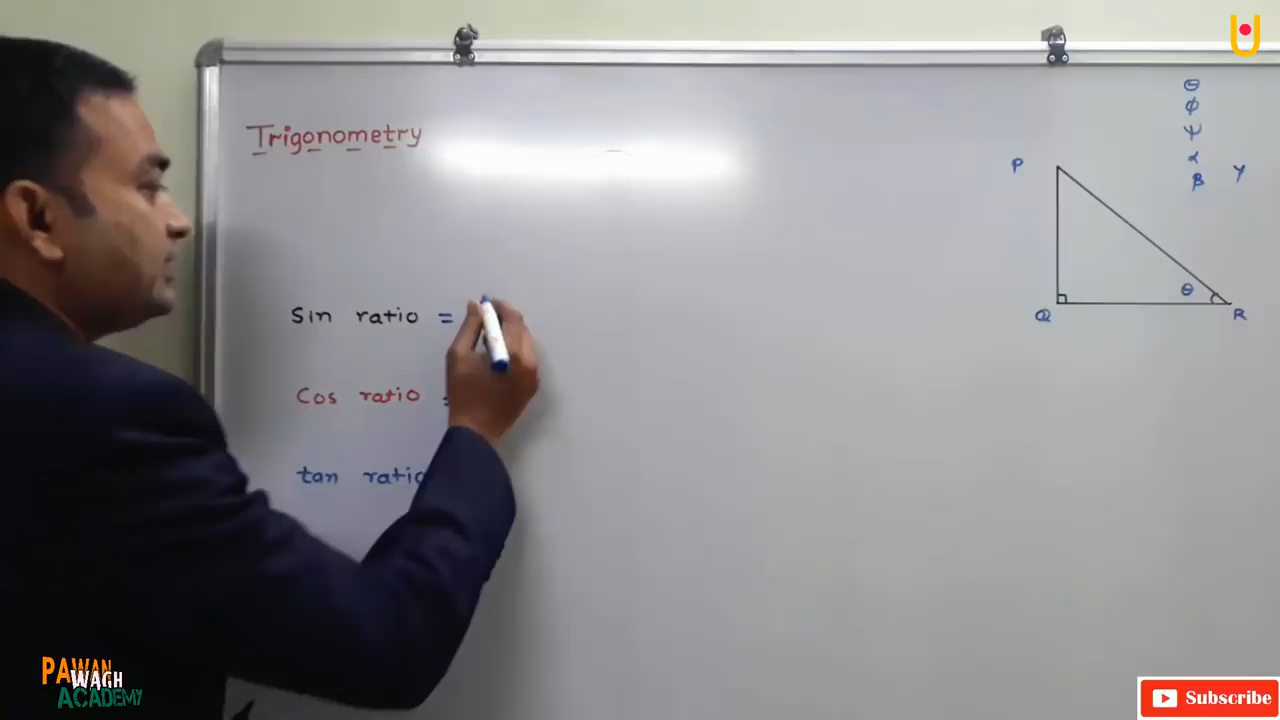 Trigonometry
θ
ϕ
ψ
α
β γ
P
θ
Q R
Sin ratio =
Cos ratio =
tan ratio
PAWAN
WAGH
ACADEMY
Subscribe